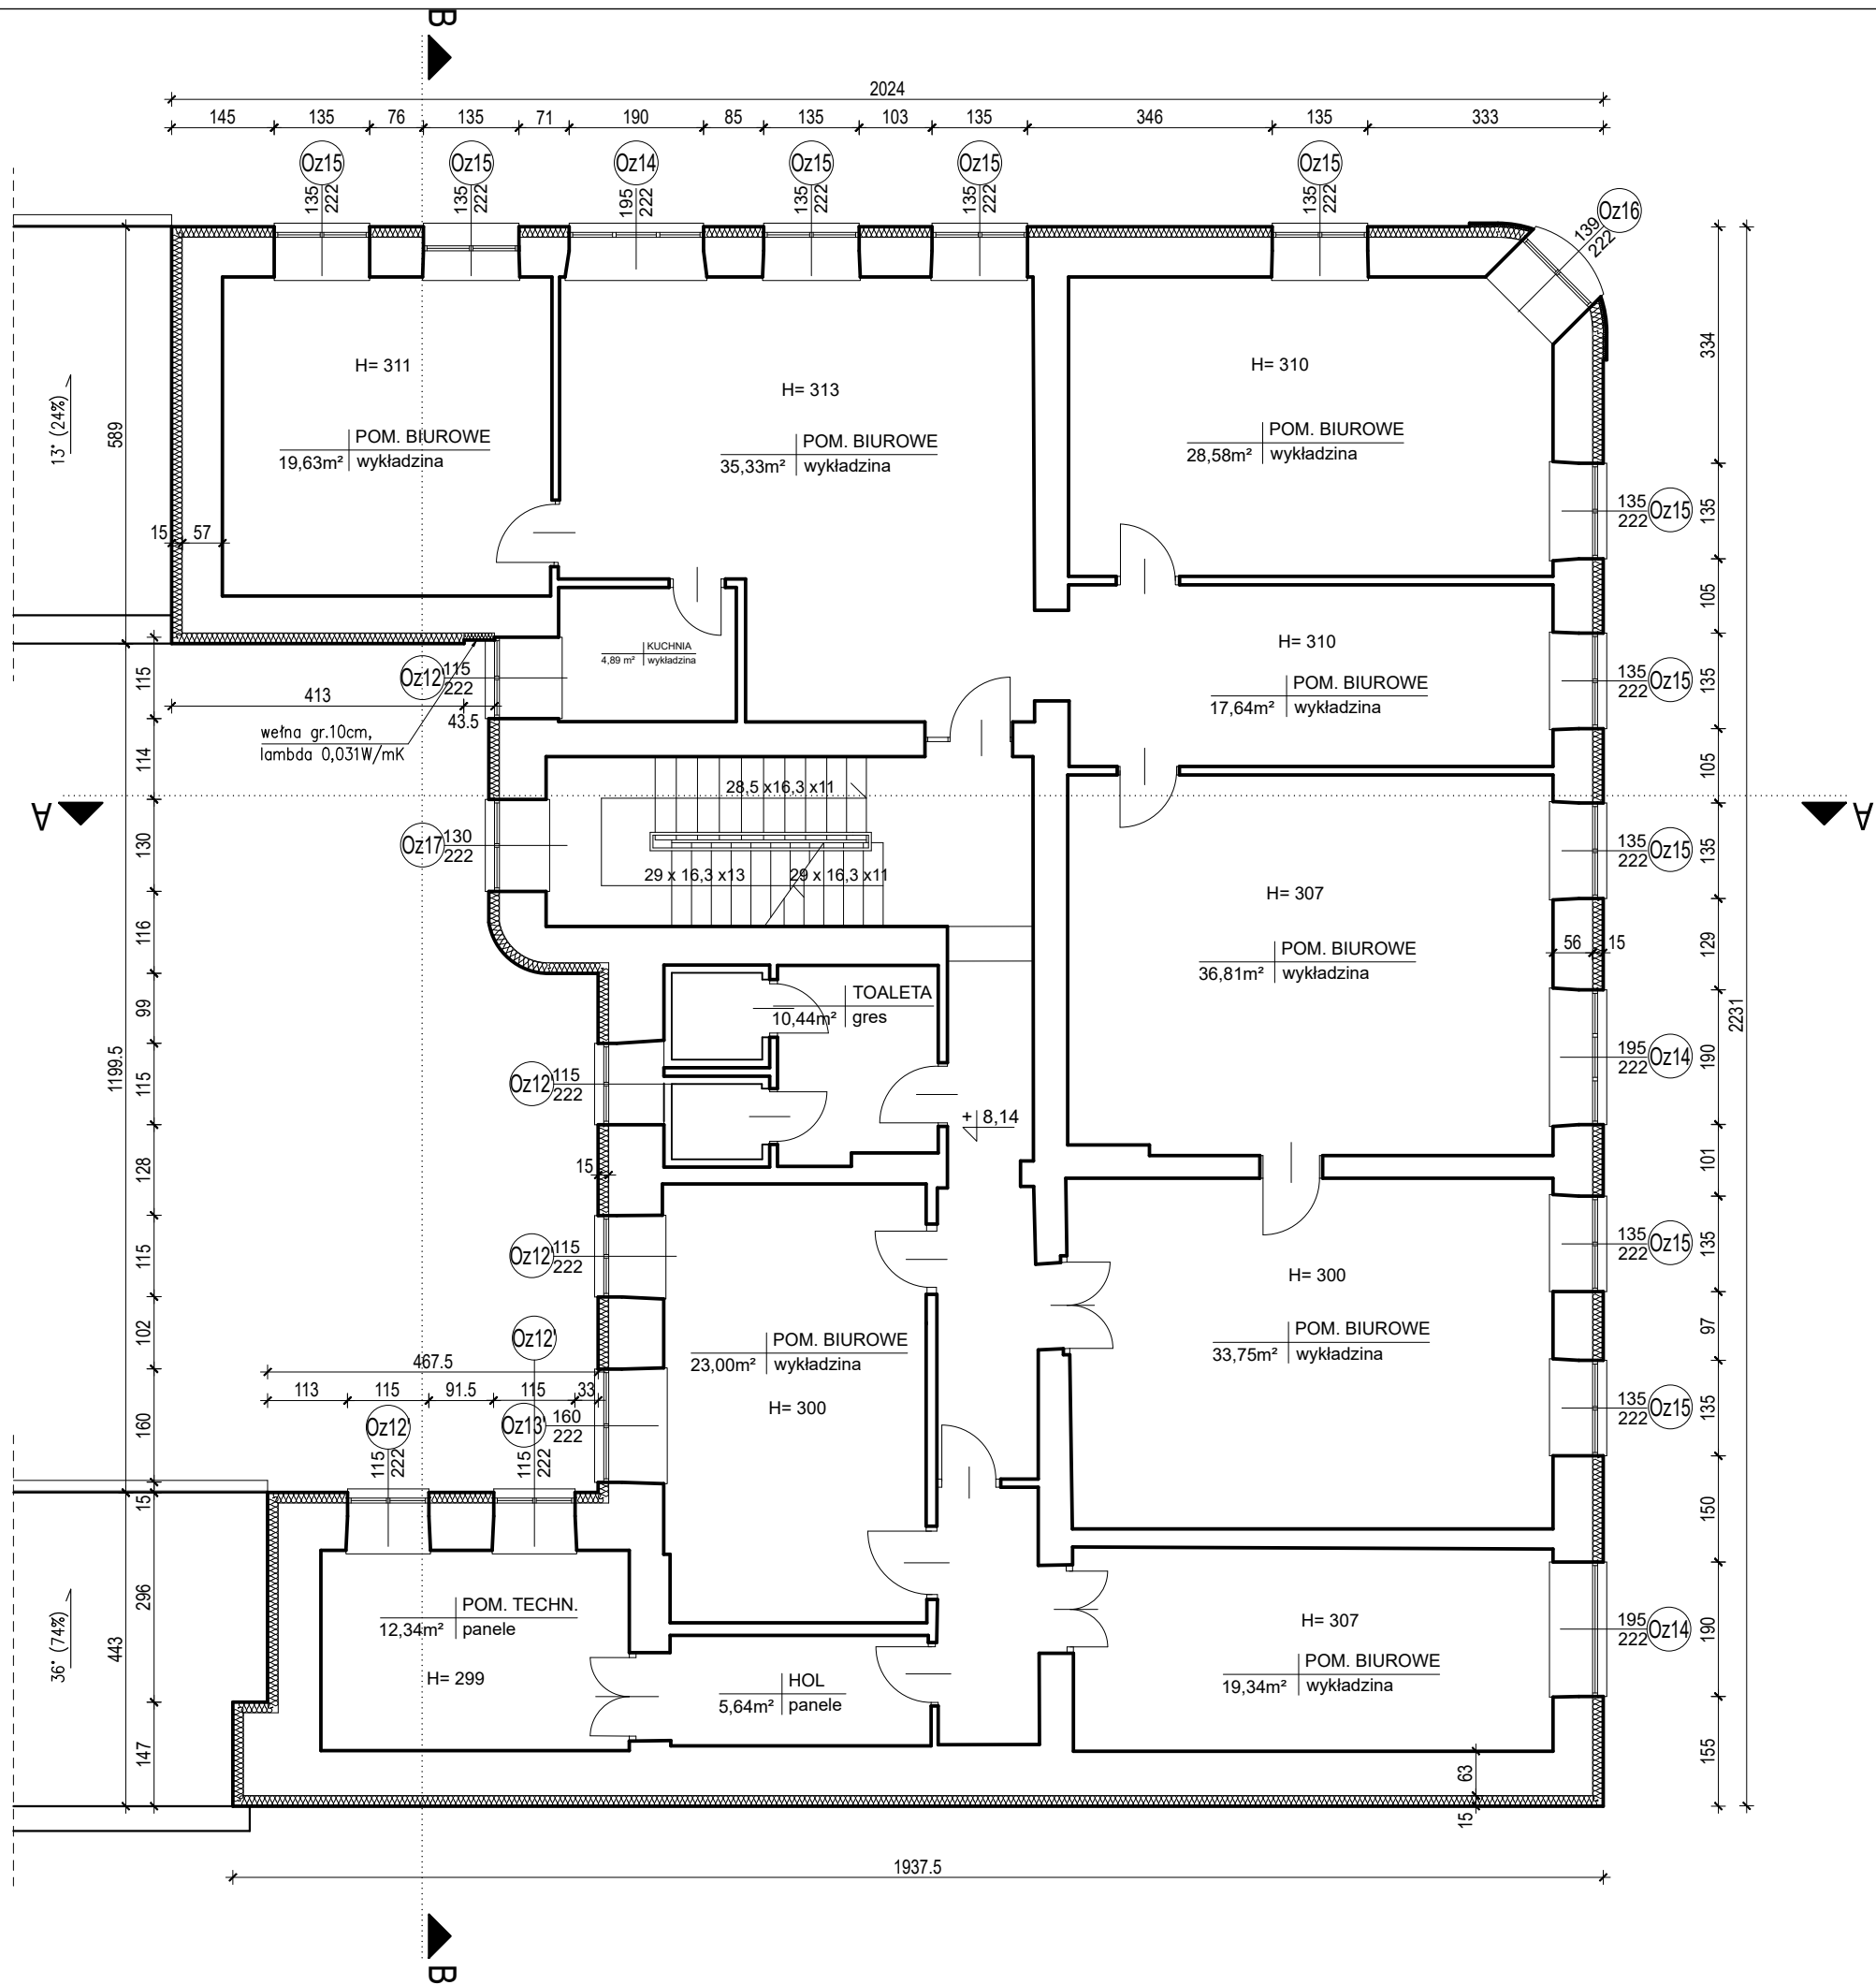 B
2024
145 135 76 135 71 190 85 135 103 135 346 135 333
Oz15 Oz15 Oz14 Oz15 Oz15 Oz15 Oz16
135
222
135
222
195
222
135
222
135
222
135
222
139
222
13° (24%)
589
15 57
H= 311
POM. BIUROWE
19,63m² wykładzina
H= 313
POM. BIUROWE
35,33m² wykładzina
H= 310
POM. BIUROWE
28,58m² wykładzina
334
135
222
Oz15
135
105
KUCHNIA
4,89 m² wykładzina
H= 310
POM. BIUROWE
17,64m² wykładzina
135
222
Oz15
135
105
115
Oz12'
115
222
413
43.5
wełna gr.10cm,
lambda 0,031W/mK
114
28,5 x16,3 x11
A
A
130
Oz17
130
222
29 x 16,3 x13
29 x 16,3 x11
135
222
Oz15
135
H= 307
POM. BIUROWE
36,81m² wykładzina
56 15
129
116
99
TOALETA
10,44m² gres
195
222
Oz14
190
2231
1199.5
115
Oz12'
115
222
+ 8,14
128
15
101
115
Oz12'
115
222
135
222
Oz15
135
H= 300
POM. BIUROWE
33,75m² wykładzina
97
102
Oz12'
POM. BIUROWE
23,00m² wykładzina
H= 300
467.5
113 115 91.5 115 33
160
Oz12'
Oz13'
160
222
115
222
115
222
135
222
Oz15
135
15
150
36° (74%)
443
296
POM. TECHN.
12,34m² panele
H= 299
HOL
5,64m² panele
H= 307
POM. BIUROWE
19,34m² wykładzina
195
222
Oz14
190
147
63
15
155
1937.5
B